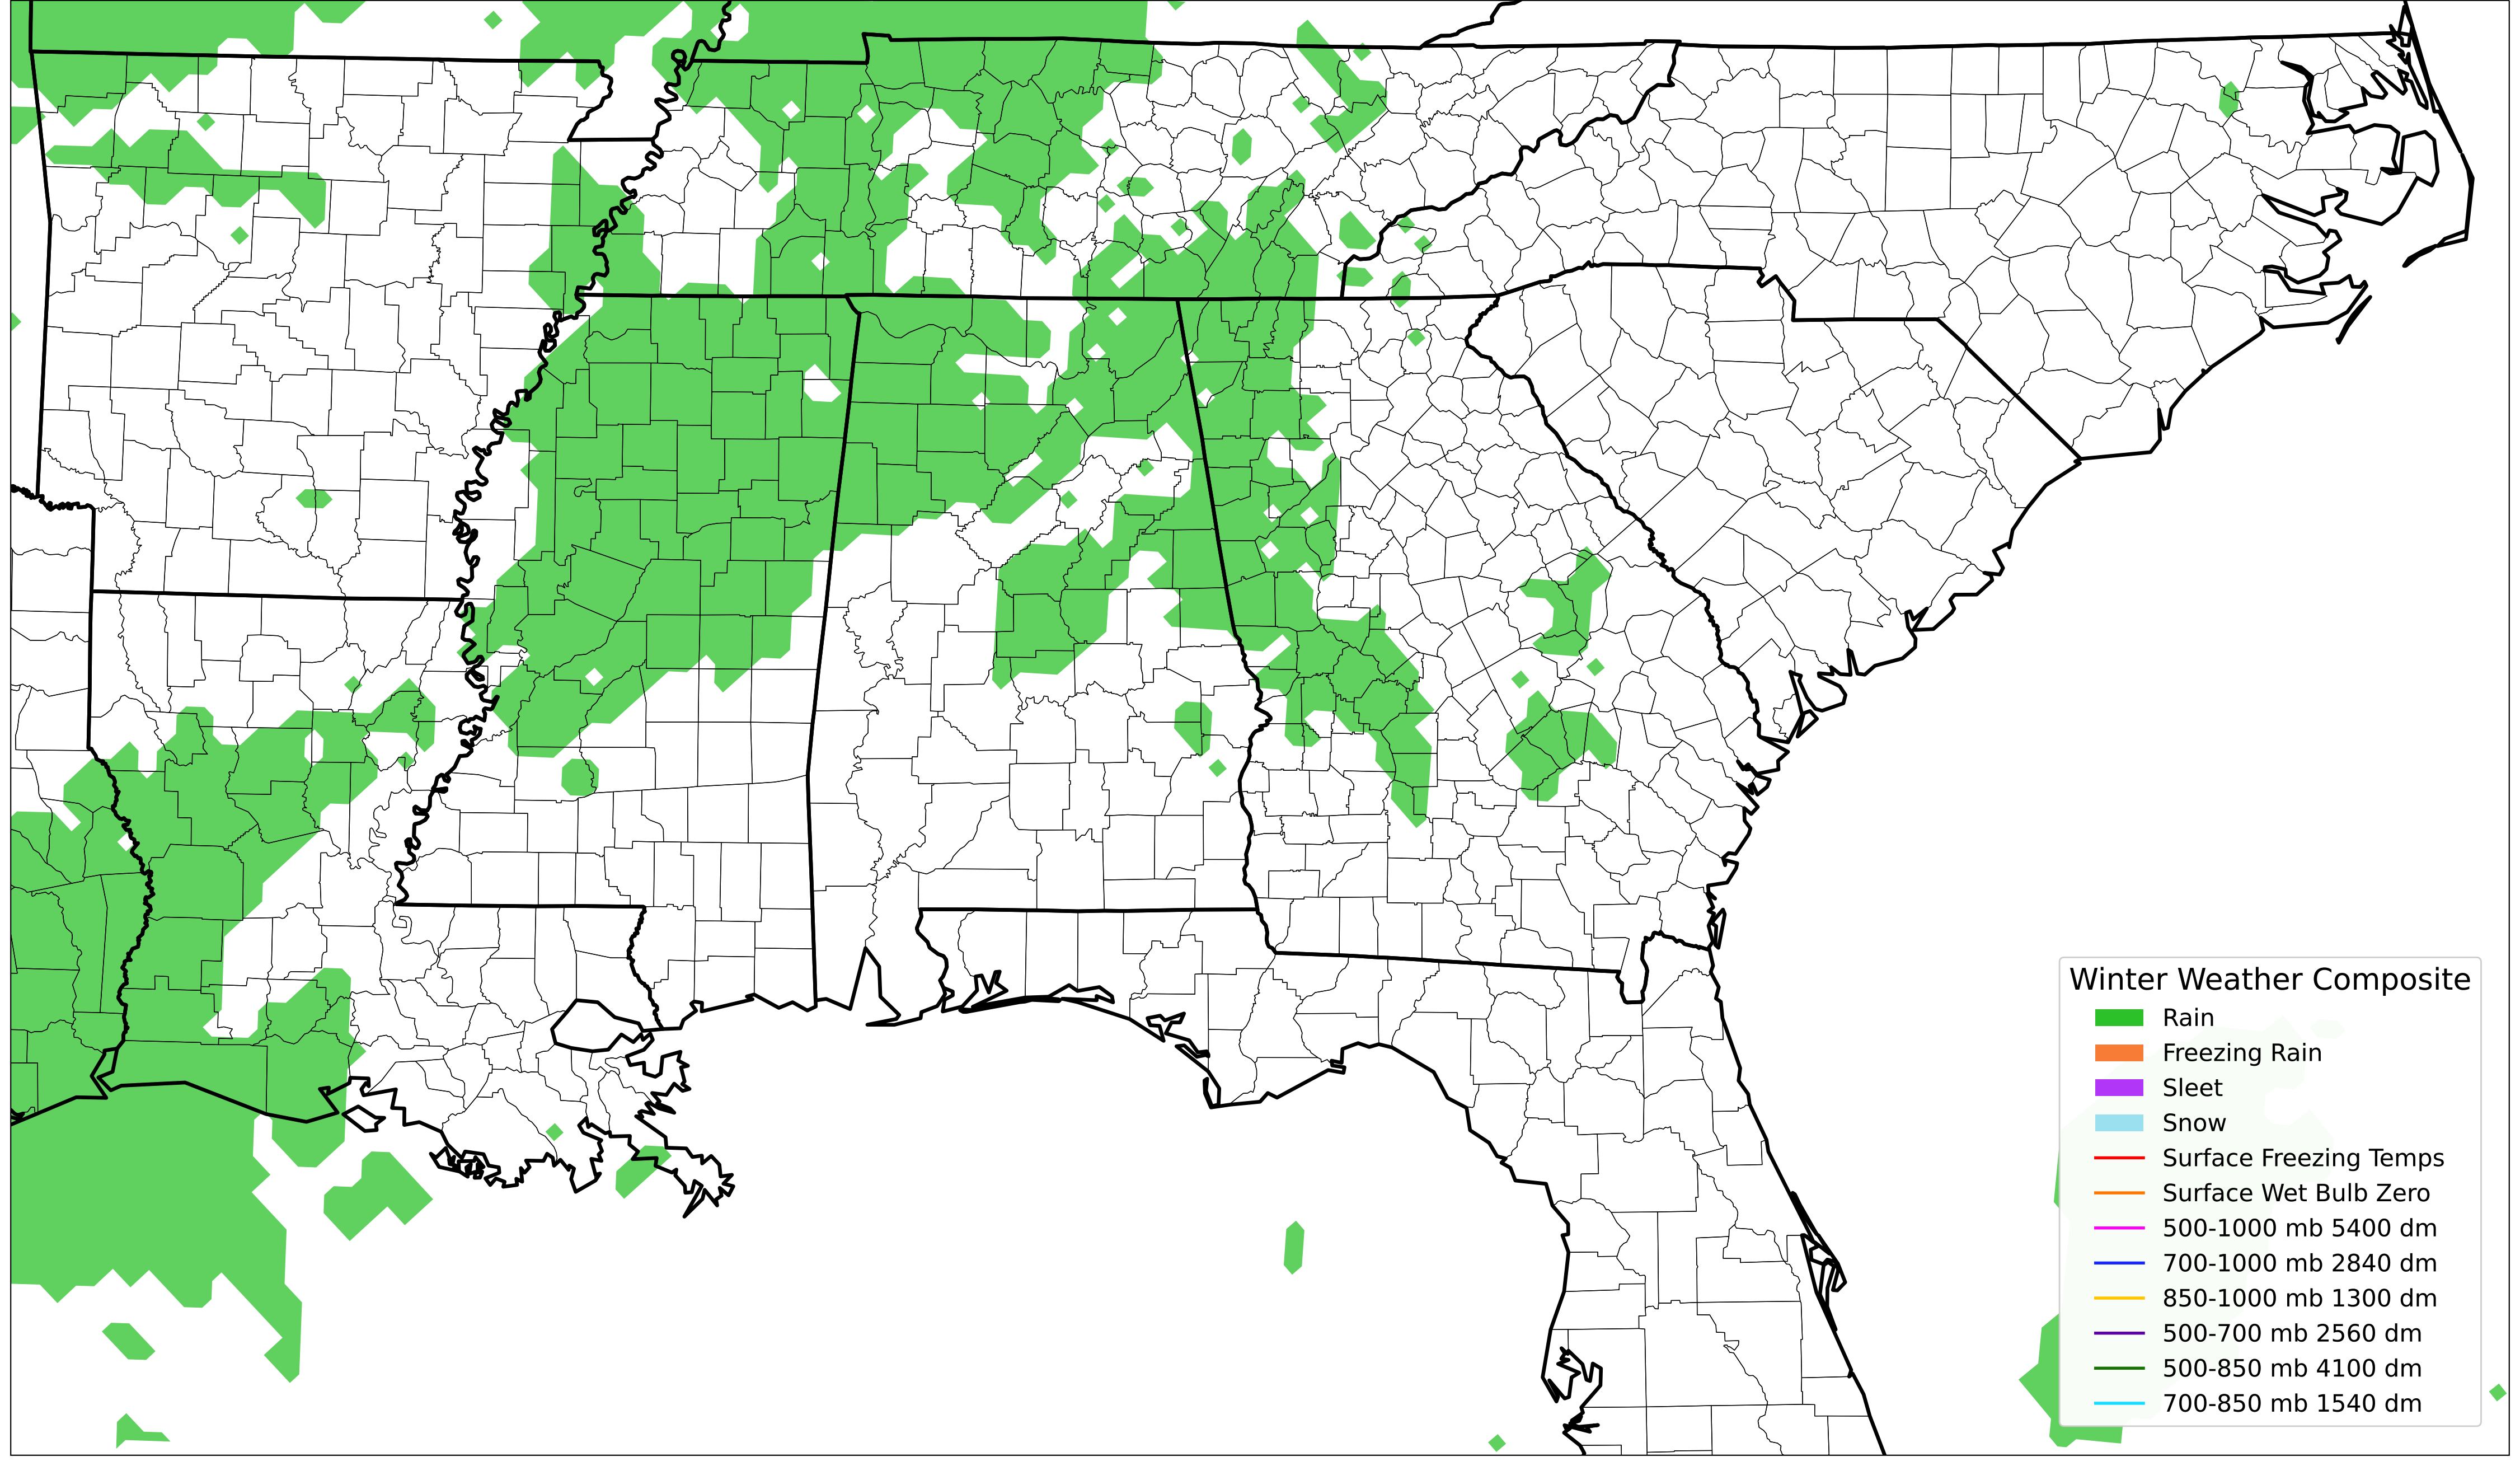 Winter Weather Composite
Rain
Freezing Rain
Sleet
Snow
Surface Freezing Temps
Surface Wet Bulb Zero
500-1000 mb 5400 dm
700-1000 mb 2840 dm
850-1000 mb 1300 dm
500-700 mb 2560 dm
500-850 mb 4100 dm
700-850 mb 1540 dm